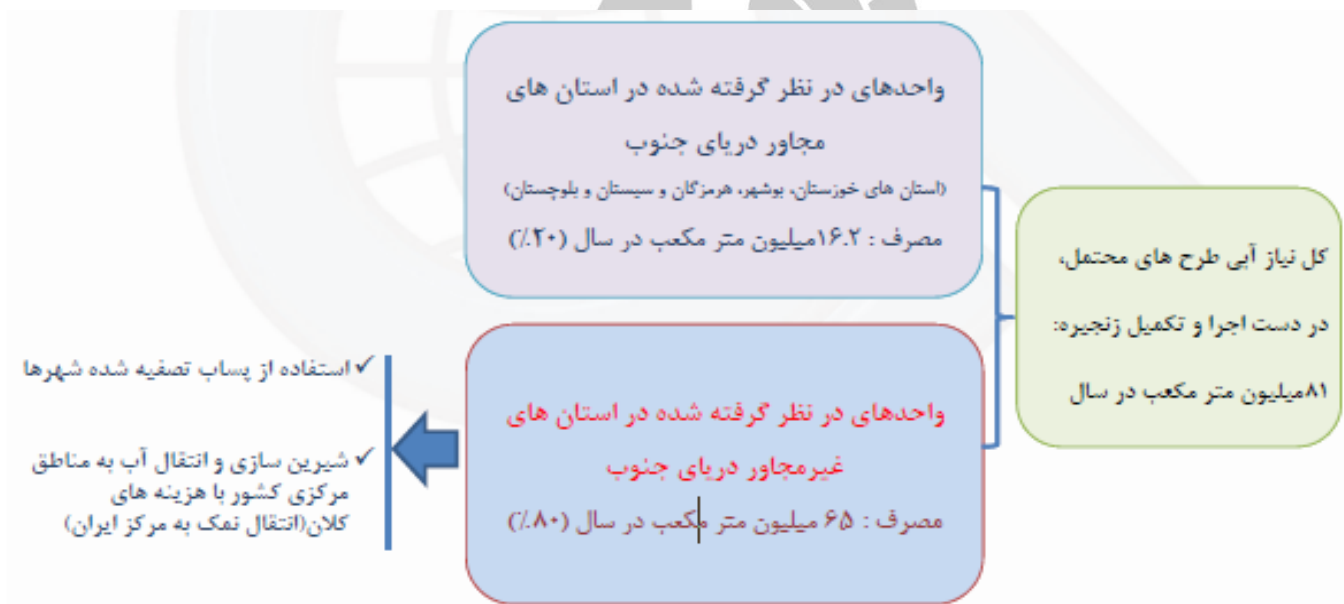 کل نیاز آبی طرح های محتمل،
در دست اجرا و تکمیل زنجیره:
۸۱میلیون متر مکعب در سال
واحدهای در نظر گرفته شده در استان های
مجاور دریای جنوب
(استان های خوزستان، بوشهر، هرمزگان و سیستان و بلوچستان)
مصرف : ۱۶.۲میلیون متر مکعب در سال (۲۰٪)
واحدهای در نظر گرفته شده در استان های
غیرمجاور دریای جنوب
مصرف : ۶۵ میلیون متر مکعب در سال (۸۰٪)
✓ استفاده از پساب تصفیه شده شهرها
✓ شیرین سازی و انتقال آب به مناطق
مرکزی کشور با هزینه های
کلان(انتقال نمک به مرکز ایران)